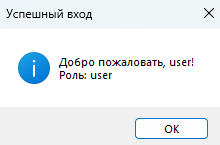 Успешный вход
Добро пожаловать, user!
Роль: user
OK